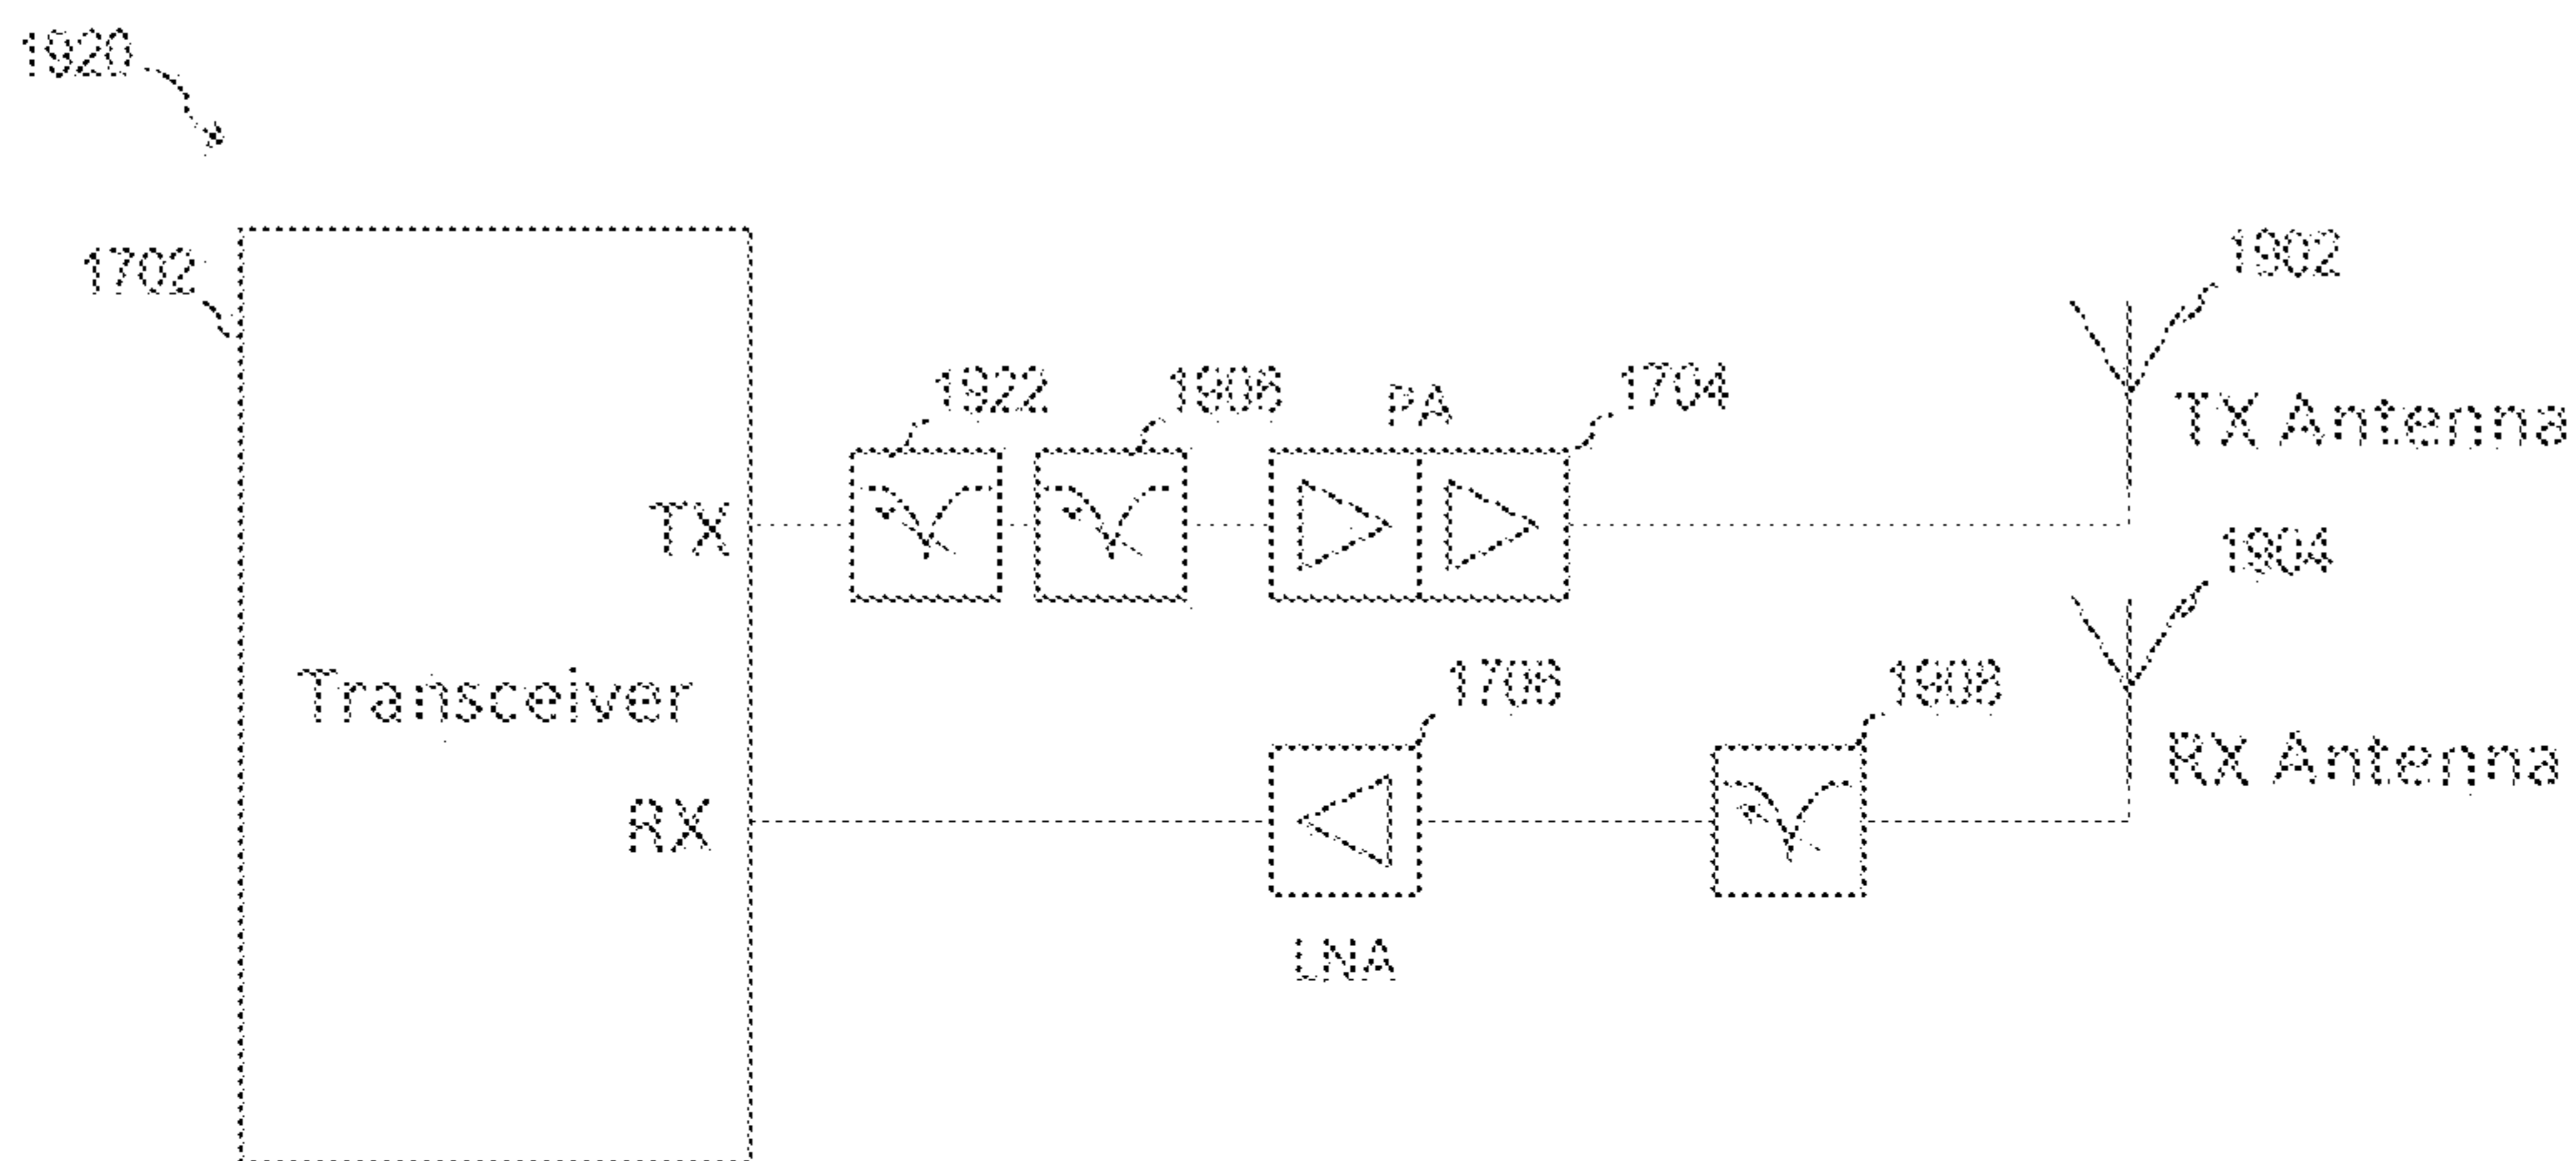 1920
1702
1902
1922
1906
PA
1704
TX Antenna
TX
1904
1706
1908
Transceiver
RX Antenna
RX
LNA